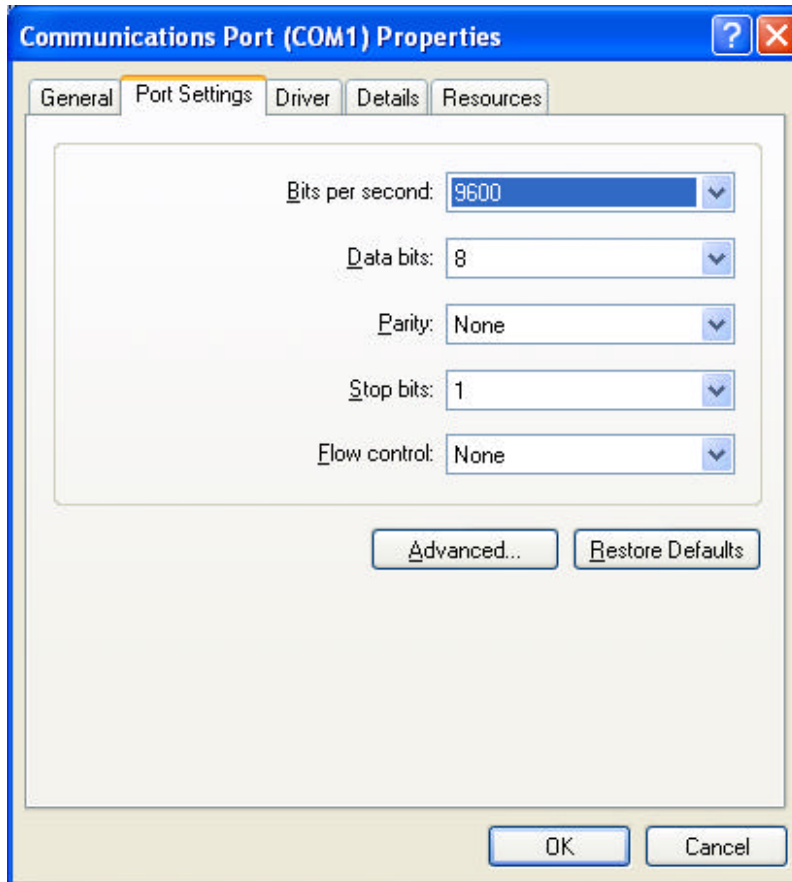 Communications Port (COM1) Properties
General Port Settings Driver Details Resources
Bits per second: 9600
Data bits: 8
Parity: None
Stop bits: 1
Flow control: None
Advanced... Restore Defaults
OK Cancel